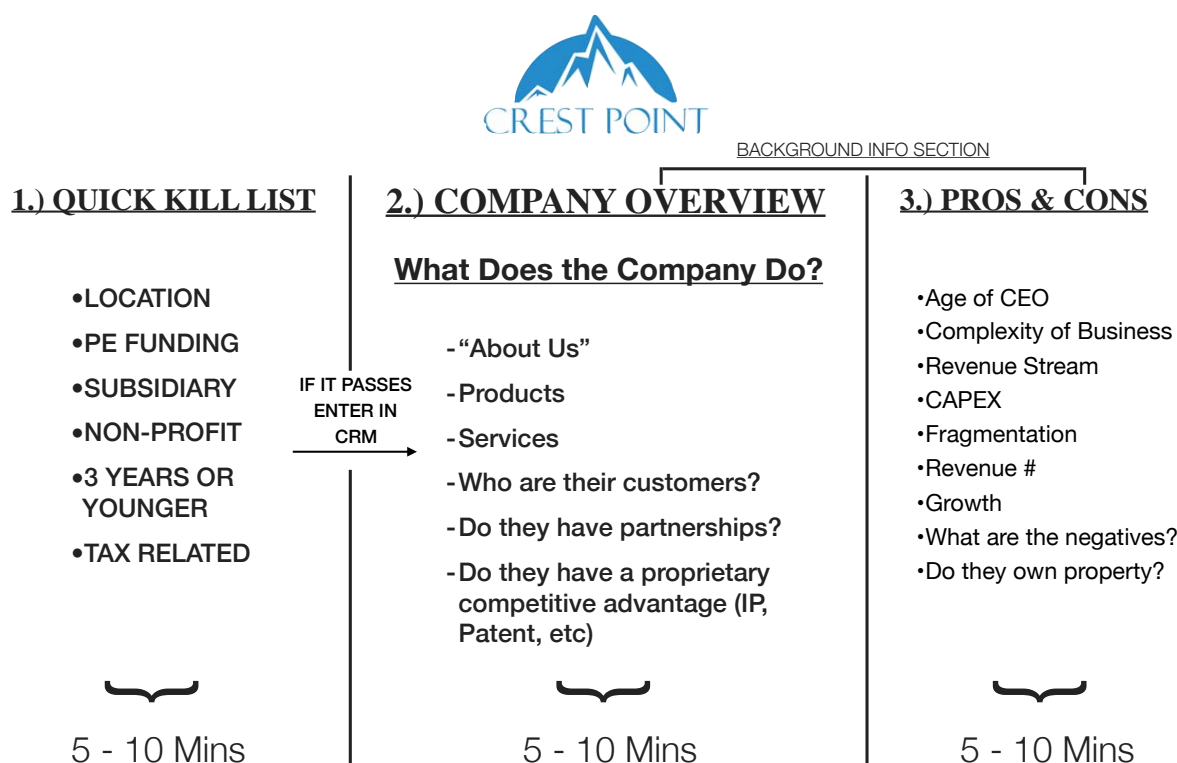 CREST POINT
BACKGROUND INFO SECTION
1.) QUICK KILL LIST
•LOCATION
•PE FUNDING
•SUBSIDIARY
•NON-PROFIT
•3 YEARS OR
YOUNGER
•TAX RELATED
5 - 10 Mins
IF IT PASSES
ENTER IN
CRM
2.) COMPANY OVERVIEW
What Does the Company Do?
-“About Us”
-Products
-Services
-Who are their customers?
-Do they have partnerships?
-Do they have a proprietary
competitive advantage (IP,
Patent, etc)
5 - 10 Mins
3.) PROS & CONS
•Age of CEO
•Complexity of Business
•Revenue Stream
•CAPEX
•Fragmentation
•Revenue #
•Growth
•What are the negatives?
•Do they own property?
5 - 10 Mins